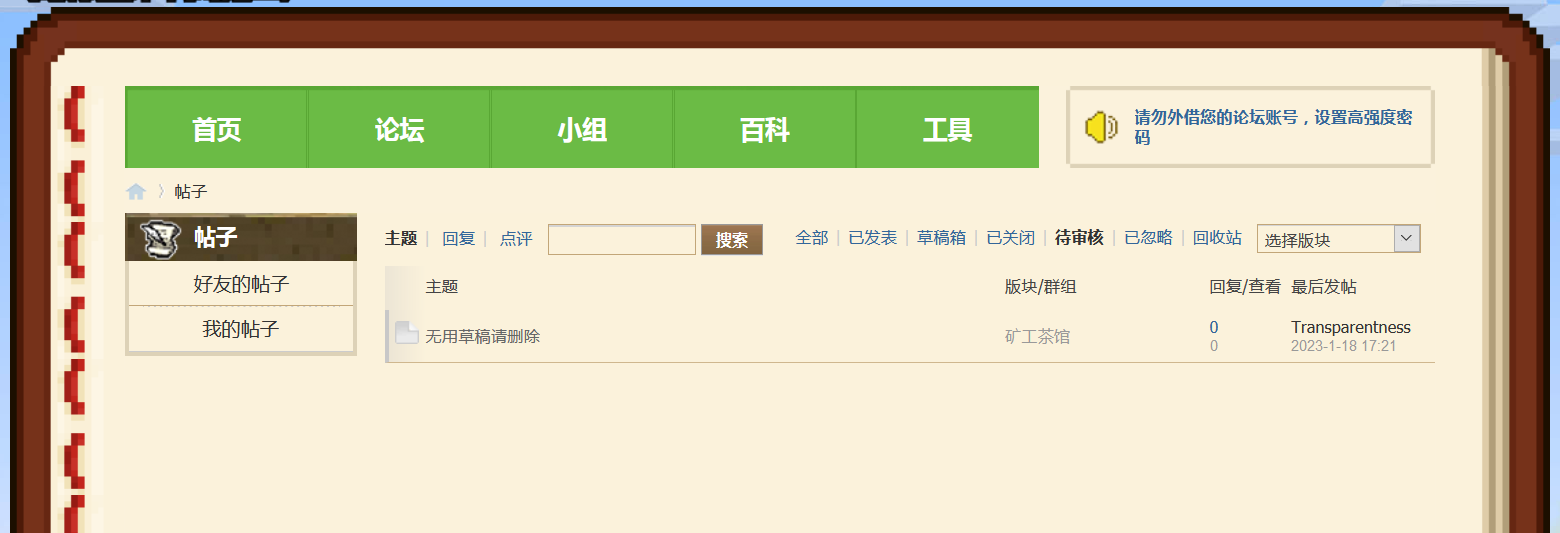 首页 论坛 小组 百科 工具
请勿外借您的论坛账号，设置高强度密
码
帖子
帖子
好友的帖子
我的帖子
主题 回复 点评 搜索 全部 已发表 草稿箱 已关闭 待审核 已忽略 回收站 选择版块
主题 版块/群组 回复/查看 最后发帖
无用草稿请删除 矿工茶馆 0 Transparentness
0 2023-1-18 17:21